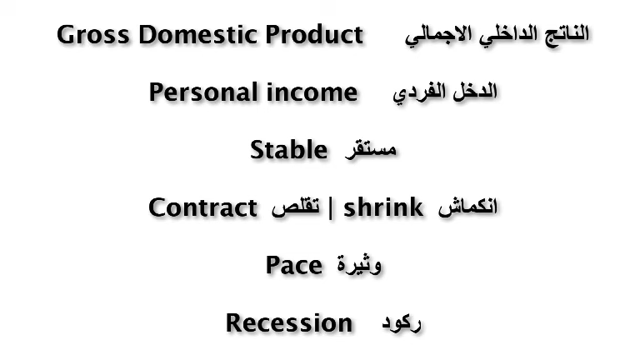 Gross Domestic Product الناتج الداخلي الاجمالي
Personal income الدخل الفردي
Stable مستقر
Contract تقلص | shrink انكماش
Pace وثيرة
Recession ركود